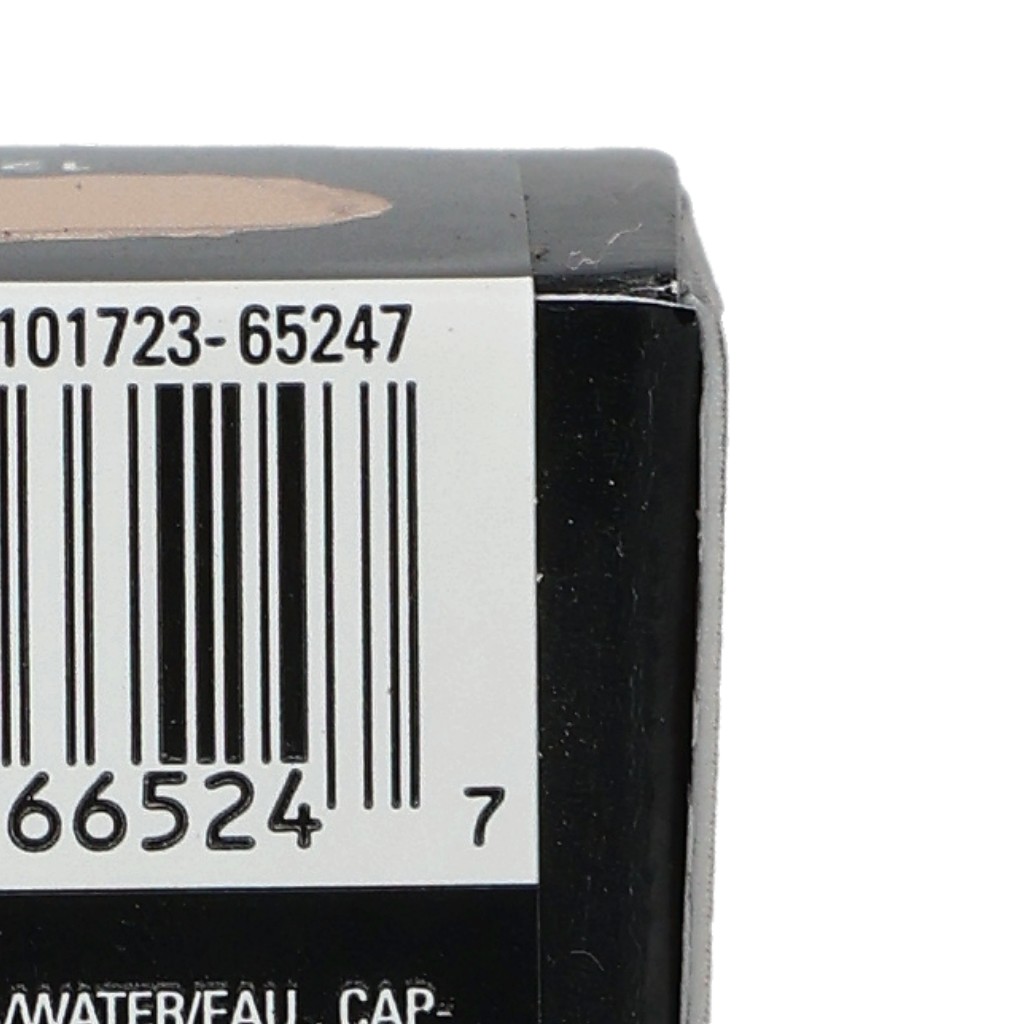 101723-65247
66524 7
/WATER/EAU, CAP-